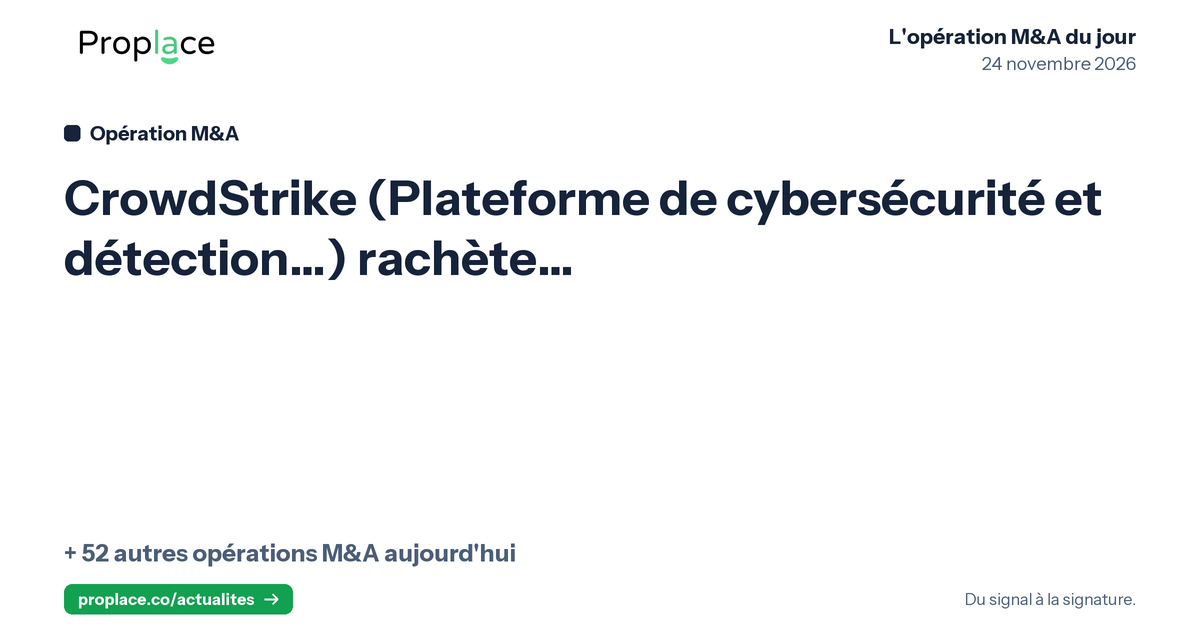 Proplace
L'opération M&A du jour
24 novembre 2026
Opération M&A
CrowdStrike (Plateforme de cybersécurité et
détection...) rachète...
+ 52 autres opérations M&A aujourd'hui
proplace.co/actualites →
Du signal à la signature.